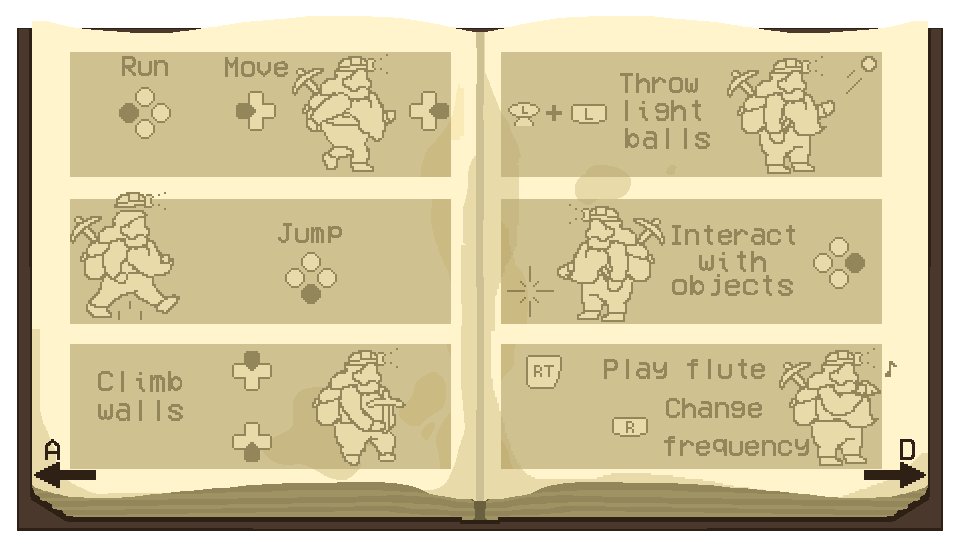 Run
Move
Jump
Climb
walls
A
L + L
Throw
light
balls
Interact
with
objects
RT
Play flute
R
Change
frequency
D